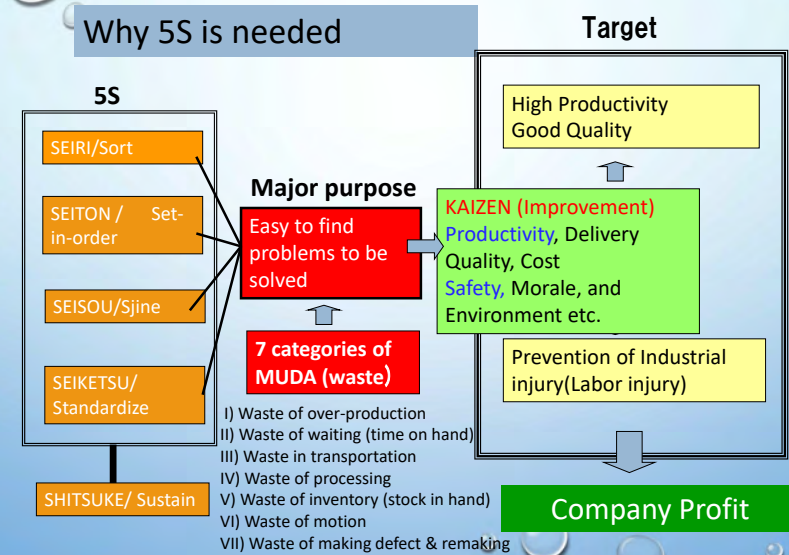 Why 5S is needed
Target
5S
SEIRI/Sort
SEITON / Set-
in-order
SEISOU/Sjine
SEIKETSU/
Standardize
SHITSUKE/ Sustain
Major purpose
Easy to find
problems to be
solved
7 categories of
MUDA (waste)
I) Waste of over-production
II) Waste of waiting (time on hand)
III) Waste in transportation
IV) Waste of processing
V) Waste of inventory (stock in hand)
VI) Waste of motion
VII) Waste of making defect & remaking
High Productivity
Good Quality
KAIZEN (Improvement)
Productivity, Delivery
Quality, Cost
Safety, Morale, and
Environment etc.
Prevention of Industrial
injury(Labor injury)
Company Profit